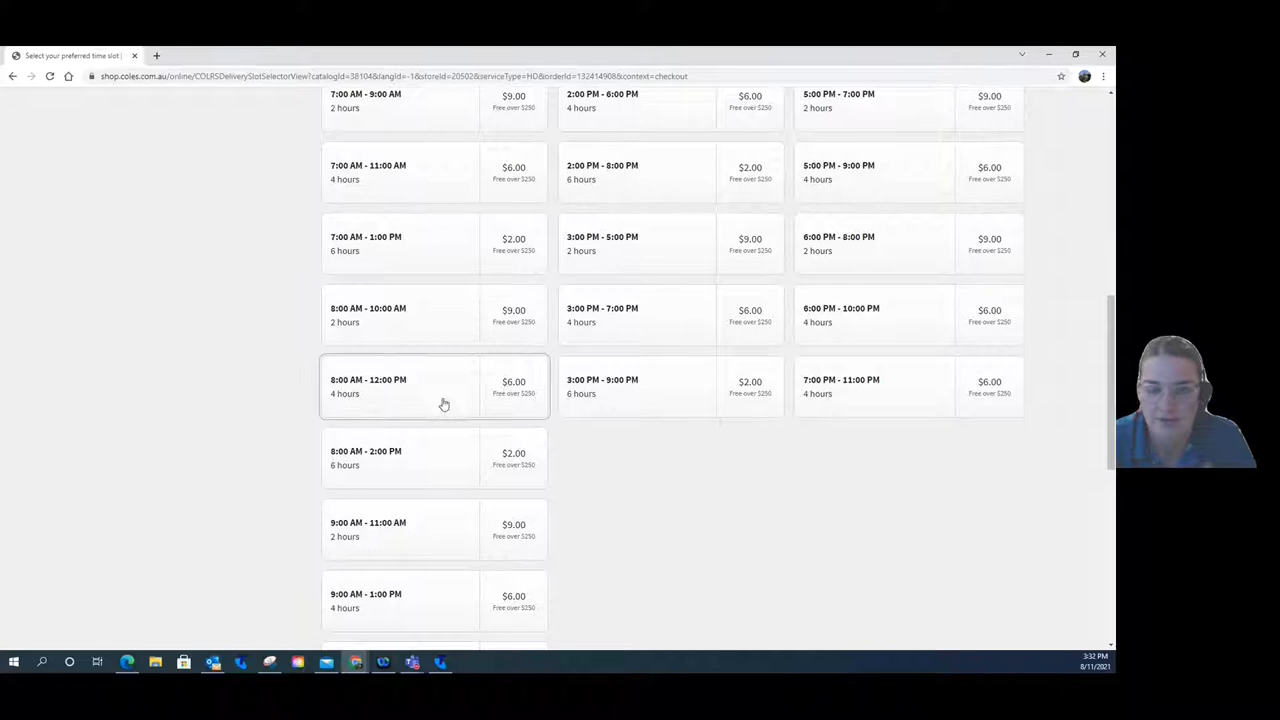 Select your preferred time slot |
shop.coles.com.au/online/COLRSDeliverySlotSelectorView?catalogId=38104&langId=-1&storeId=20502&serviceType=HD&orderId=132414908&context=checkout
7:00 AM - 9:00 AM
2 hours
$9.00
Free over $250
7:00 AM - 11:00 AM
4 hours
$6.00
Free over $250
7:00 AM - 1:00 PM
6 hours
$2.00
Free over $250
8:00 AM - 10:00 AM
2 hours
$9.00
Free over $250
8:00 AM - 12:00 PM
4 hours
$6.00
Free over $250
8:00 AM - 2:00 PM
6 hours
$2.00
Free over $250
9:00 AM - 11:00 AM
2 hours
$9.00
Free over $250
9:00 AM - 1:00 PM
4 hours
$6.00
Free over $250
2:00 PM - 6:00 PM
4 hours
$6.00
Free over $250
2:00 PM - 8:00 PM
6 hours
$2.00
Free over $250
3:00 PM - 5:00 PM
2 hours
$9.00
Free over $250
3:00 PM - 7:00 PM
4 hours
$6.00
Free over $250
3:00 PM - 9:00 PM
6 hours
$2.00
Free over $250
5:00 PM - 7:00 PM
2 hours
$9.00
Free over $250
5:00 PM - 9:00 PM
4 hours
$6.00
Free over $250
6:00 PM - 8:00 PM
2 hours
$9.00
Free over $250
6:00 PM - 10:00 PM
4 hours
$6.00
Free over $250
7:00 PM - 11:00 PM
4 hours
$6.00
Free over $250
3:32 PM
8/11/2021